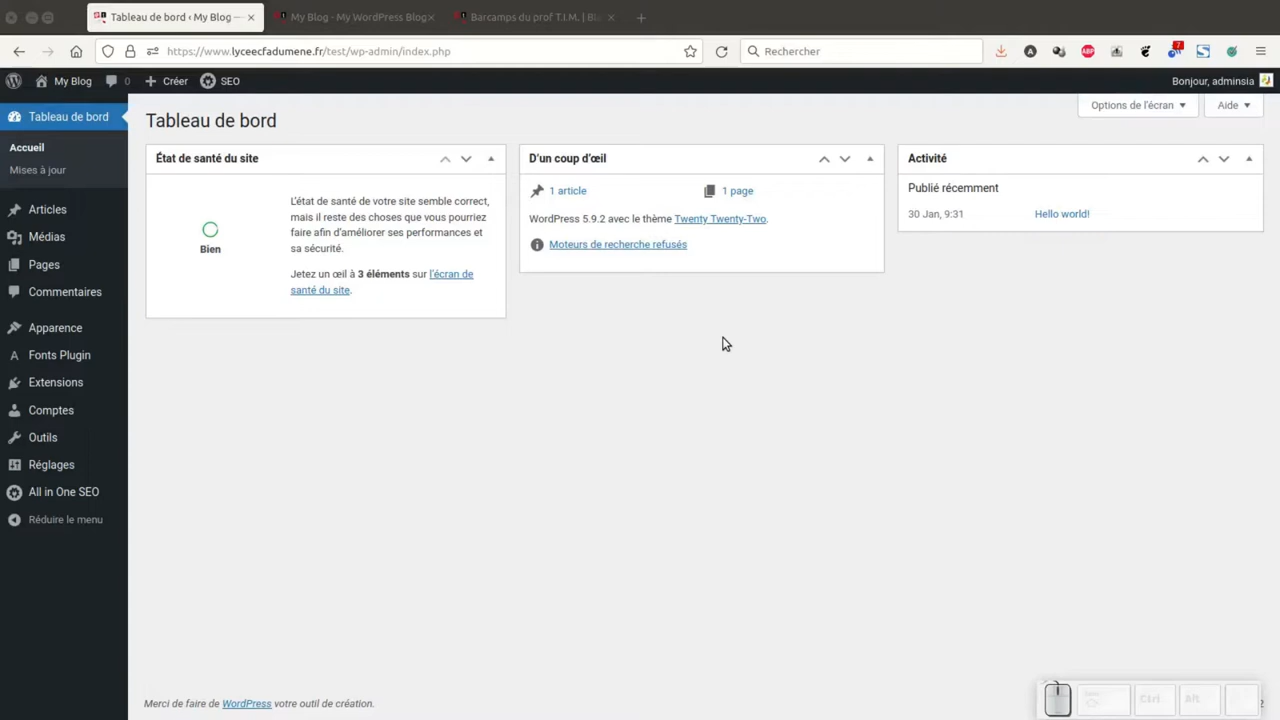 Tableau de bord ‹ My Blog —
My Blog - My WordPress Blog
Barcamps du prof T.I.M. | Bl
https://www.lyceecfadumene.fr/test/wp-admin/index.php
Rechercher
7
ABP
My Blog
0
Créer
SEO
Bonjour, adminsia
Tableau de bord
Accueil
Mises à jour
Articles
Médias
Pages
Commentaires
Apparence
Fonts Plugin
Extensions
Comptes
Outils
Réglages
All in One SEO
Réduire le menu
Options de l'écran
Aide
Tableau de bord
État de santé du site
Bien
L'état de santé de votre site semble correct,
mais il reste des choses que vous pourriez
faire afin d'améliorer ses performances et
sa sécurité.
Jetez un œil à 3 éléments sur l'écran de
santé du site.
D'un coup d'œil
1 article
1 page
WordPress 5.9.2 avec le thème Twenty Twenty-Two.
Moteurs de recherche refusés
Activité
Publié récemment
30 Jan, 9:31
Hello world!
Merci de faire de WordPress votre outil de création.
Ctrl
Alt
2